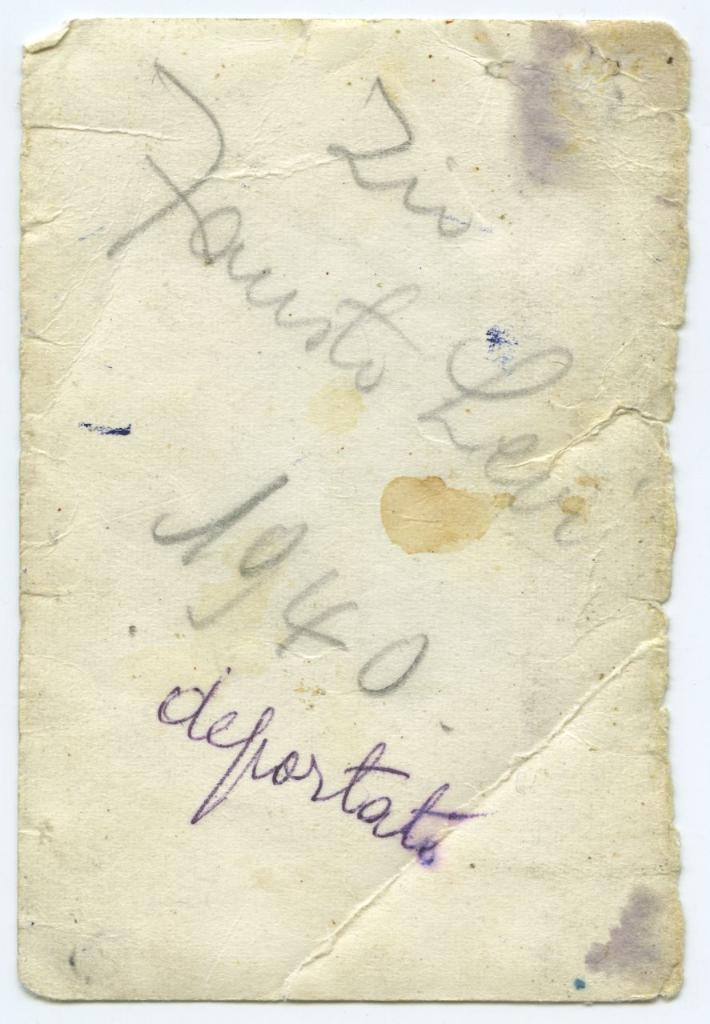 Zio
Fausto Levi
1940
deportato